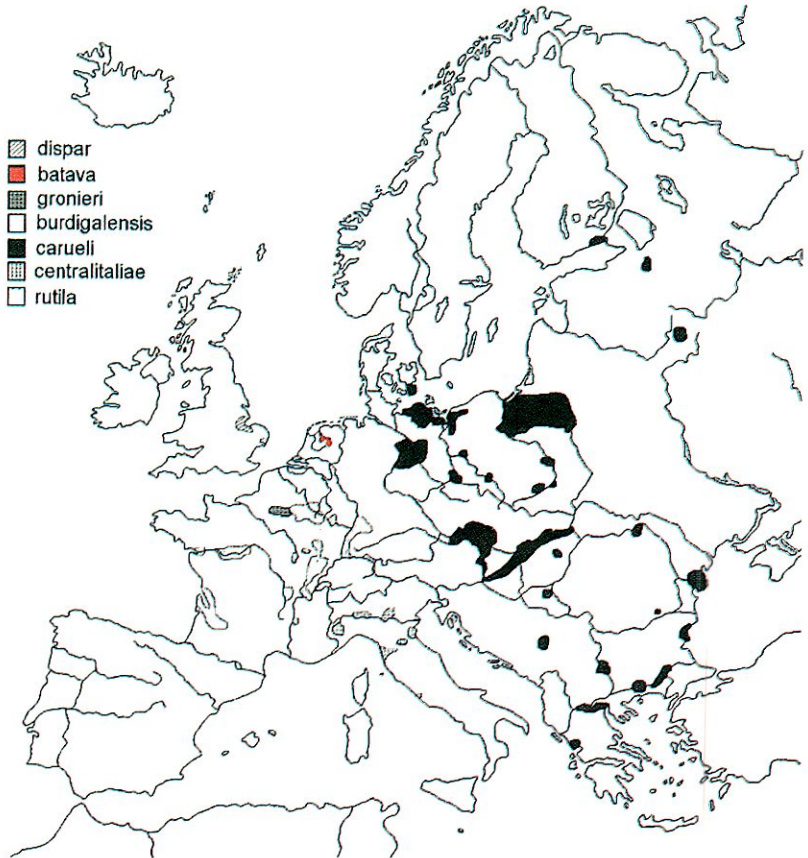 dispar
batava
gronieri
burdigalensis
carueli
centralitaliae
rutila